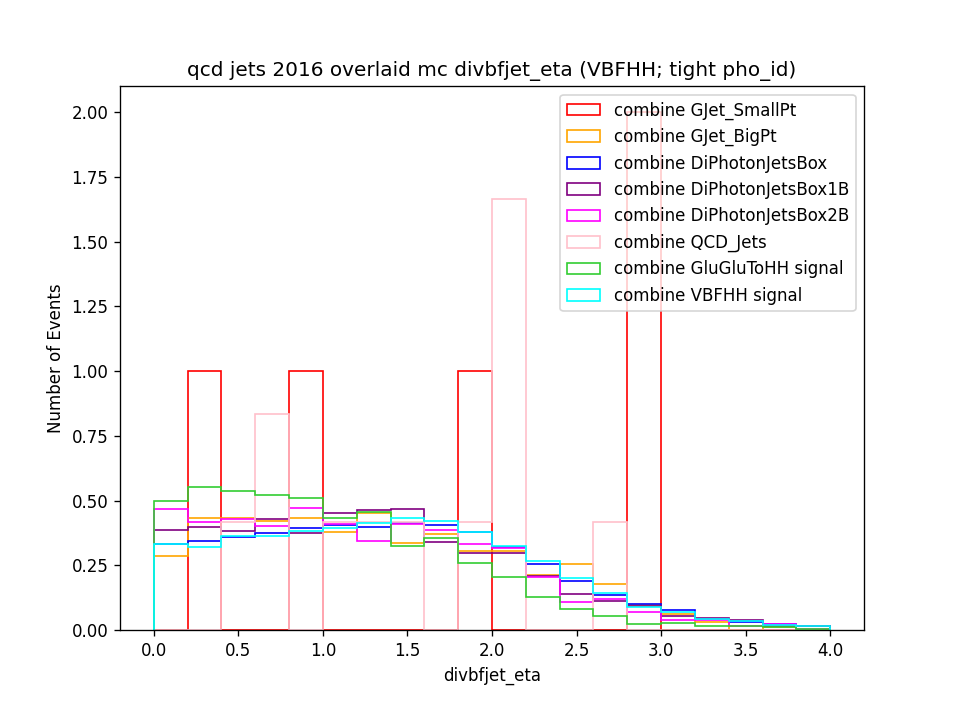 qcd jets 2016 overlaid mc divbfjet_eta (VBFHH; tight pho_id)
combine GJet_SmallPt
combine GJet_BigPt
combine DiPhotonJetsBox
combine DiPhotonJetsBox1B
combine DiPhotonJetsBox2B
combine QCD_Jets
combine GluGluToHH signal
combine VBFHH signal
Number of Events
2.00
1.75
1.50
1.25
1.00
0.75
0.50
0.25
0.00
0.0 0.5 1.0 1.5 2.0 2.5 3.0 3.5 4.0
divbfjet_eta